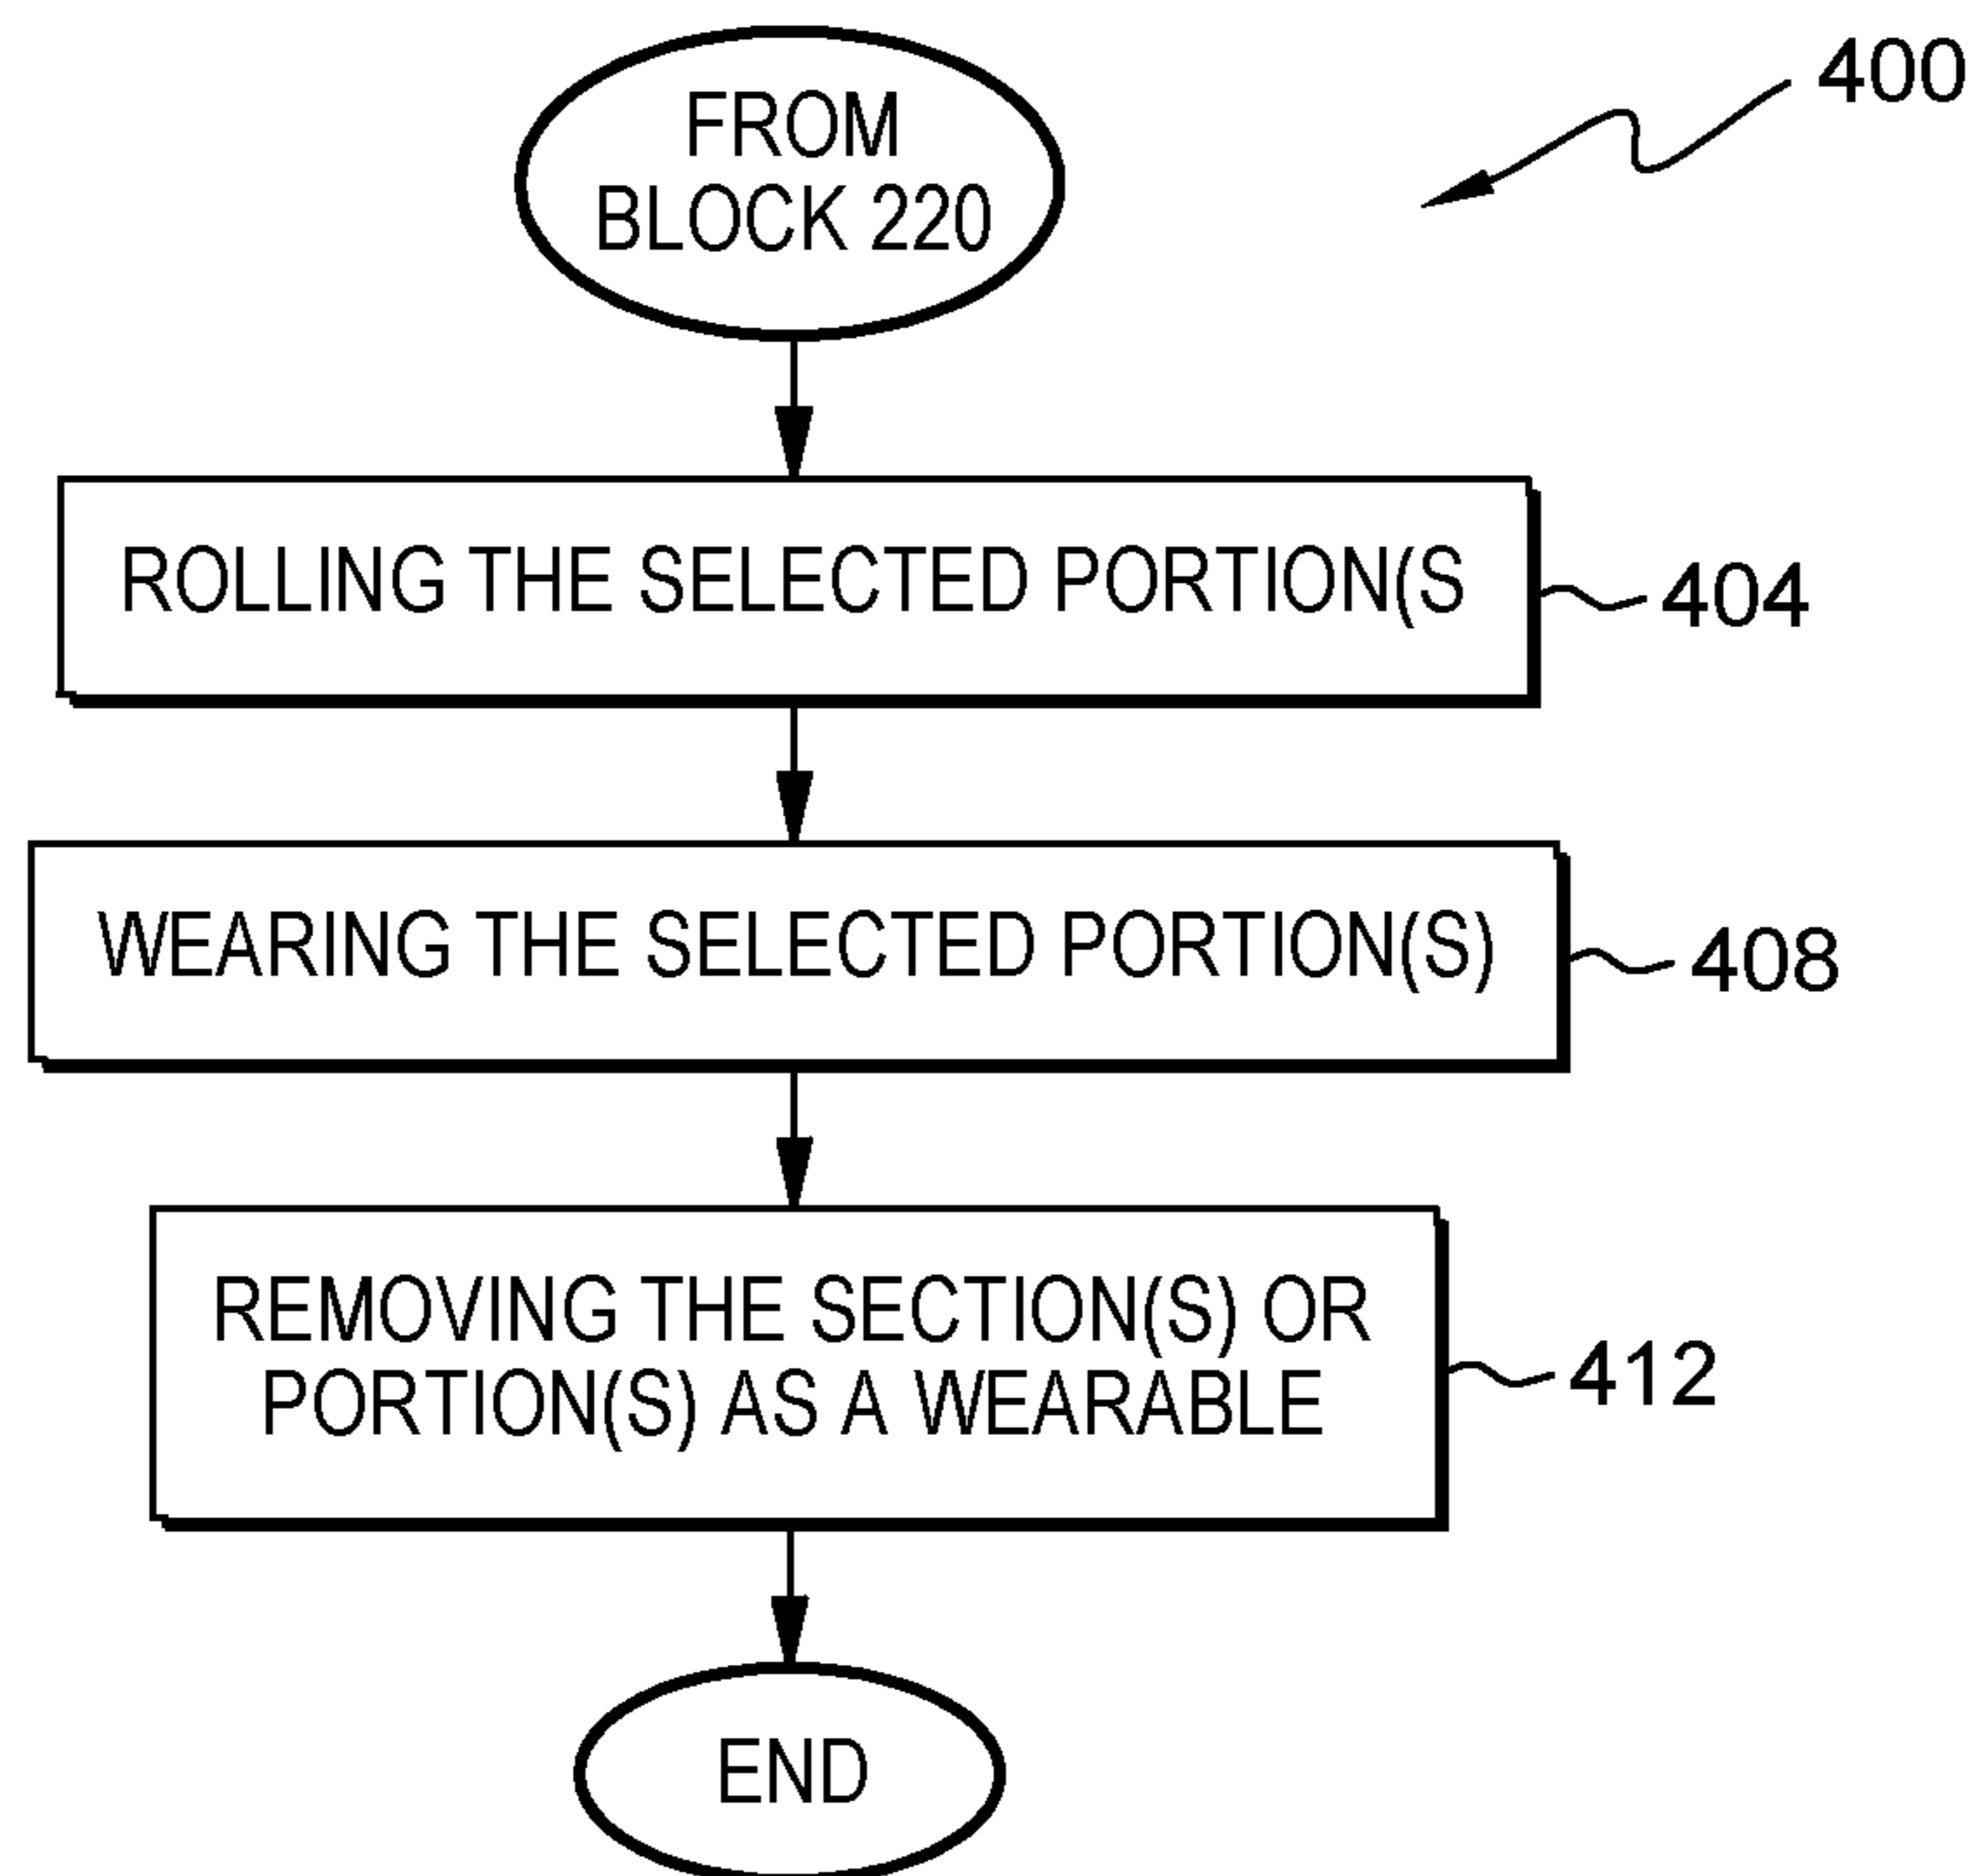 400
FROM
BLOCK 220
ROLLING THE SELECTED PORTION(S
404
WEARING THE SELECTED PORTION(S)
408
REMOVING THE SECTION(S) OR
PORTION(S) AS A WEARABLE
412
END